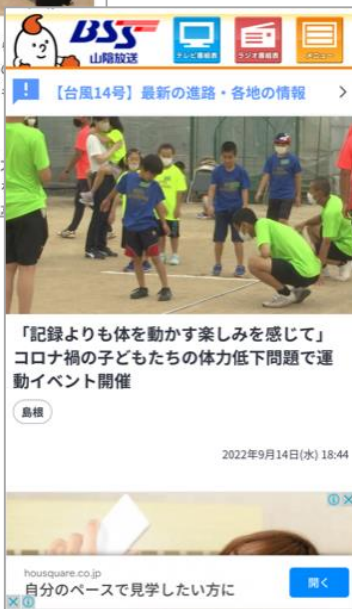 BSS
山陰放送
テレビ番組表
ラジオ番組表
メニュー
【台風14号】最新の進路・各地の情報
「記録よりも体を動かす楽しみを感じて」
コロナ禍の子どもたちの体力低下問題で運
動イベント開催
島根
2022年9月14日(水) 18:44
housquare.co.jp
自分のペースで見学したい方に
開く